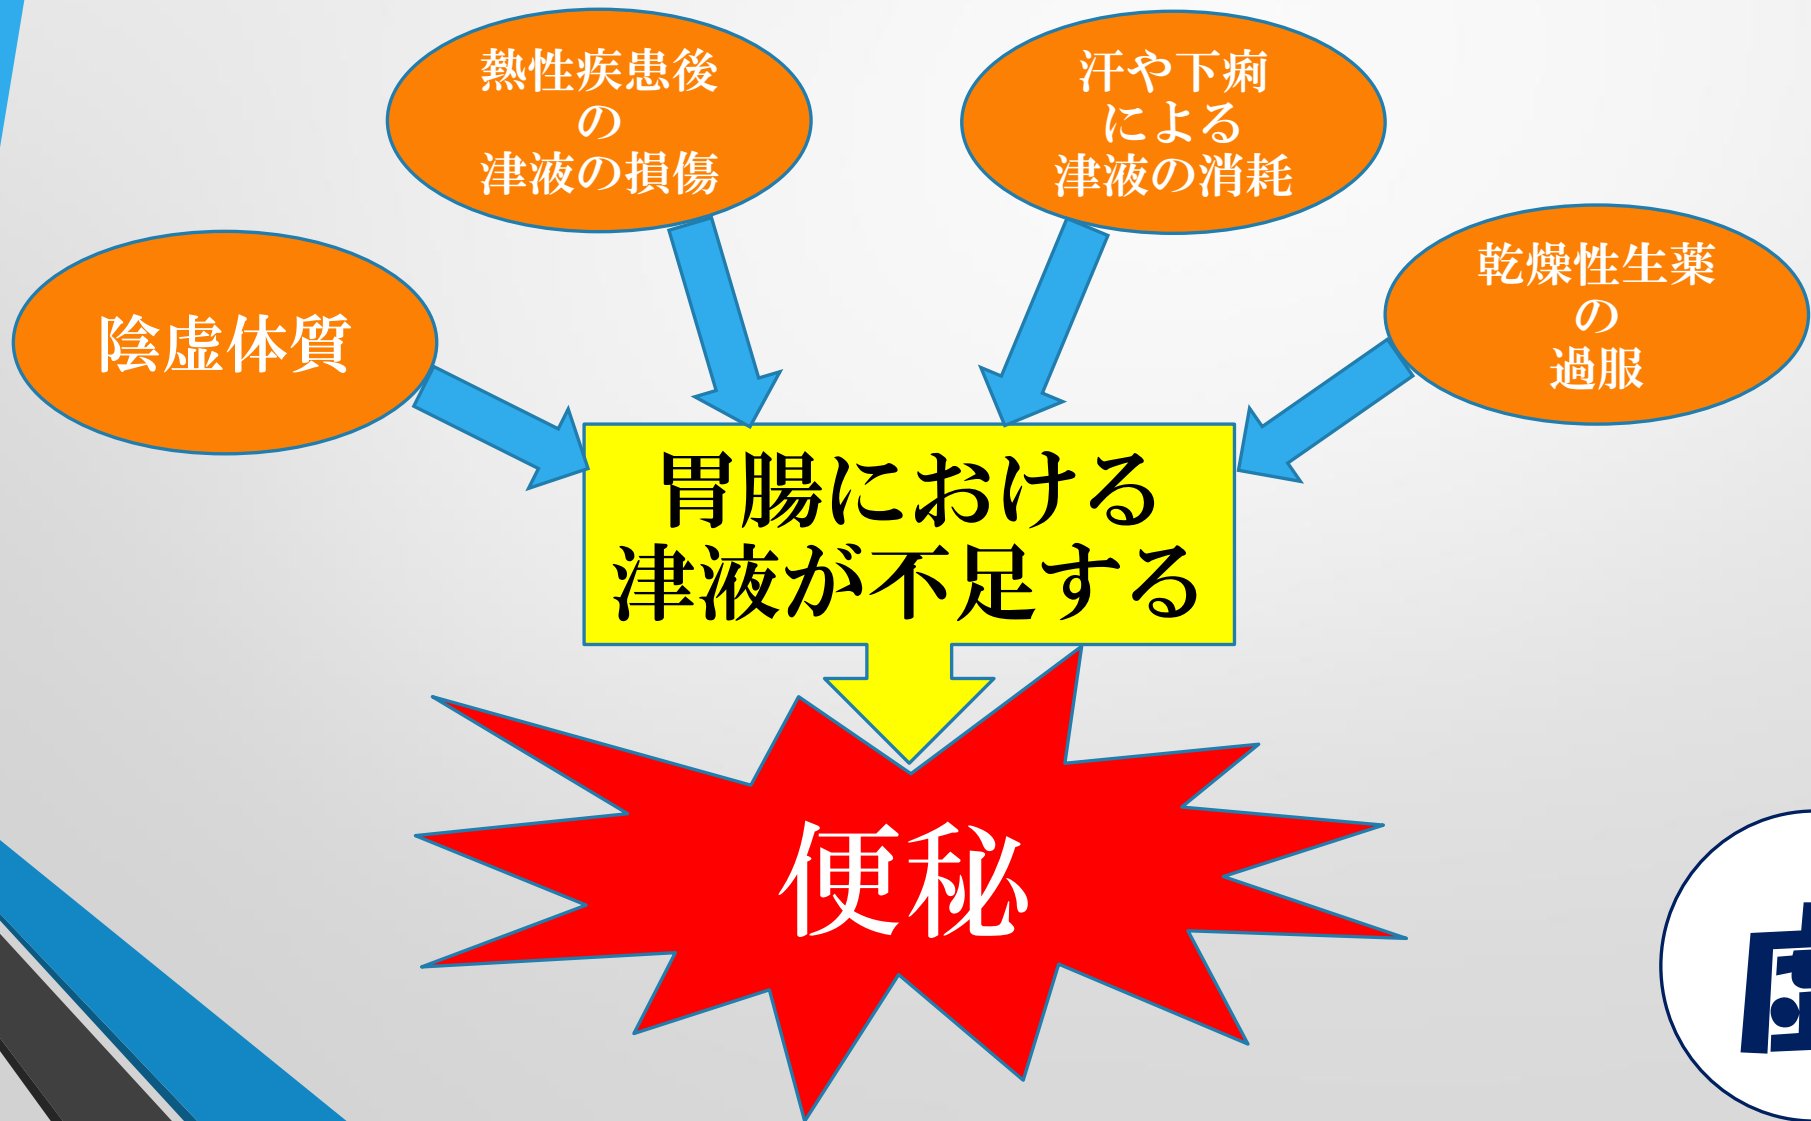 熱性疾患後
の
津液の損傷
汗や下痢
による
津液の消耗
陰虚体質
乾燥性生薬
の
過服
胃腸における
津液が不足する
便秘